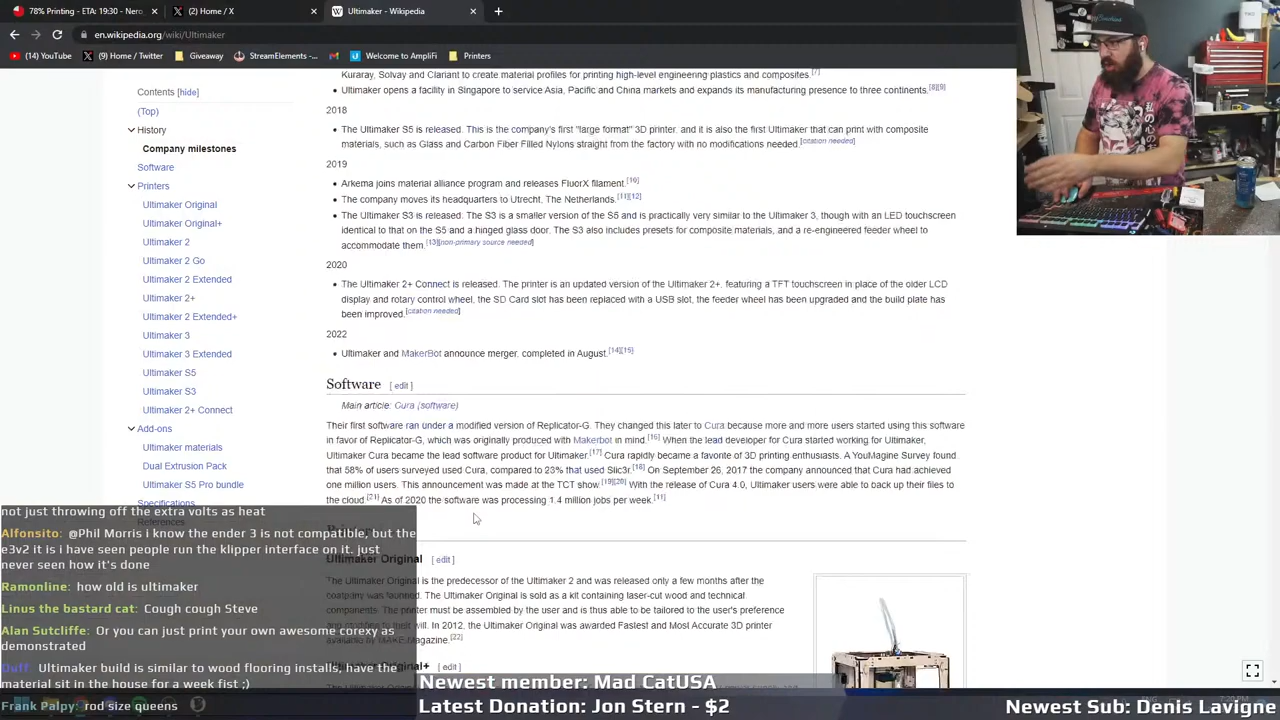 78% Printing - ETA: 19:30 - Nero
(2) Home / X
Ultimaker - Wikipedia
en.wikipedia.org/wiki/Ultimaker
(14) YouTube
(9) Home / Twitter
Giveaway
StreamElements -...
Welcome to AmpliFi
Printers
Contents [hide]
(Top)
History
Company milestones
Software
Printers
Ultimaker Original
Ultimaker Original+
Ultimaker 2
Ultimaker 2 Go
Ultimaker 2 Extended
Ultimaker 2+
Ultimaker 2 Extended+
Ultimaker 3
Ultimaker 3 Extended
Ultimaker S5
Ultimaker S3
Ultimaker 2+ Connect
Add-ons
Ultimaker materials
Dual Extrusion Pack
Ultimaker S5 Pro bundle
Specifications
References
Kuraray, Solvay and Clariant to create material profiles for printing high-level engineering plastics and composites.[7]
Ultimaker opens a facility in Singapore to service Asia, Pacific and China markets and expands its manufacturing presence to three continents.[8][9]
2018
The Ultimaker S5 is released. This is the company's first "large format" 3D printer, and it is also the first Ultimaker that can print with composite
materials, such as Glass and Carbon Fiber Filled Nylons straight from the factory with no modifications needed.[citation needed]
2019
Arkema joins material alliance program and releases FluorX filament.[10]
The company moves its headquarters to Utrecht, The Netherlands.[11][12]
The Ultimaker S3 is released. The S3 is a smaller version of the S5 and is practically very similar to the Ultimaker 3, though with an LED touchscreen
identical to that on the S5 and a hinged glass door. The S3 also includes presets for composite materials, and a re-engineered feeder wheel to
accommodate them.[13][non-primary source needed]
2020
The Ultimaker 2+ Connect is released. The printer is an updated version of the Ultimaker 2+, featuring a TFT touchscreen in place of the older LCD
display and rotary control wheel, the SD Card slot has been replaced with a USB slot, the feeder wheel has been upgraded and the build plate has
been improved.[citation needed]
2022
Ultimaker and MakerBot announce merger, completed in August.[14][15]
Software [ edit ]
Main article: Cura (software)
Their first software ran under a modified version of Replicator-G. They changed this later to Cura because more and more users started using this software
in favor of Replicator-G, which was originally produced with Makerbot in mind.[16] When the lead developer for Cura started working for Ultimaker,
Ultimaker Cura became the lead software product for Ultimaker.[17] Cura rapidly became a favorite of 3D printing enthusiasts. A YouMagine Survey found
that 58% of users surveyed used Cura, compared to 23% that used Slic3r.[18] On September 26, 2017 the company announced that Cura had achieved
one million users. This announcement was made at the TCT show.[19][20] With the release of Cura 4.0, Ultimaker users were able to back up their files to
the cloud.[21] As of 2020 the software was processing 1.4 million jobs per week.[11]
Printers
Ultimaker Original [ edit ]
The Ultimaker Original is the predecessor of the Ultimaker 2 and was released only a few months after the
company was founded. The Ultimaker Original is sold as a kit containing laser-cut wood and technical
components. The printer must be assembled by the user and is thus able to be tailored to the user's preference
and modified to their will. In 2012, the Ultimaker Original was awarded Fastest and Most Accurate 3D printer
available by MAKE Magazine.[22]
Ultimaker Original+ [ edit ]
not just throwing off the extra volts as heat
Alfonsito: @Phil Morris i know the ender 3 is not compatible, but the
e3v2 it is i have seen people run the klipper interface on it. just
never seen how it's done
Ramonline: how old is ultimaker
Linus the bastard cat: Cough cough Steve
Alan Sutcliffe: Or you can just print your own awesome corexy as
demonstrated
Duff: Ultimaker build is similar to wood flooring installs, have the
material sit in the house for a week fist ;)
Frank Palpy: rod size queens
Newest member: Mad CatUSA
Latest Donation: Jon Stern - $2
Newest Sub: Denis Lavigne